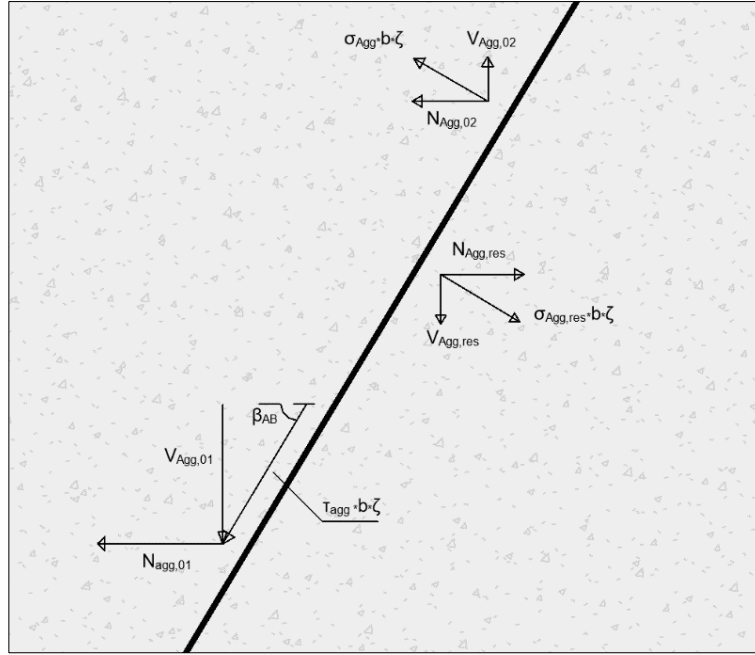 σAgg*b*ζ
VAgg,02
NAgg,02
NAgg,res
σAgg,res*b*ζ
VAgg,res
βAB
VAgg,01
τagg*b*ζ
Nagg,01